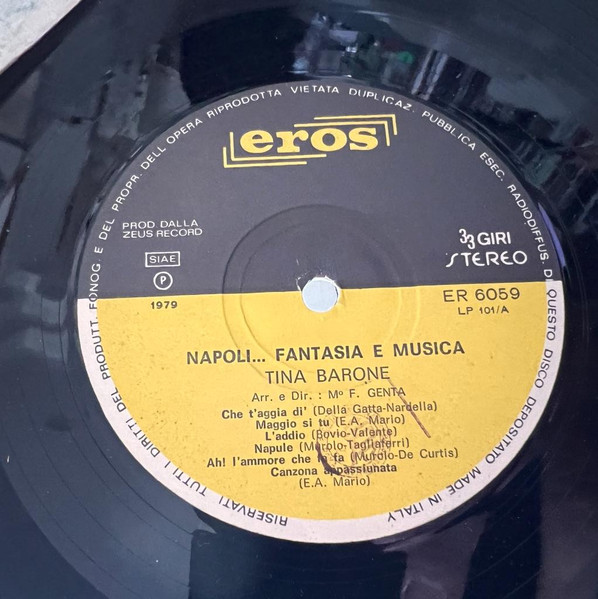 RISERVATI TUTTI I DIRITTI DEL PRODUTT. FONOG. E DEL PROPR. DELL'OPERA RIPRODOTTA VIETATA DUPLICAZ. PUBBLICA ESEC. RADIODIFFUS. DI QUESTO DISCO DEPOSITATO MADE IN ITALY
eros
PROD. DALLA
ZEUS RECORD
SIAE
P
1979
33 GIRI
STEREO
ER 6059
LP 101/A
NAPOLI... FANTASIA E MUSICA
TINA BARONE
Arr. e Dir. : Mº F. GENTA
Che t'aggia di' (Della Gatta-Nardella)
Maggio si tu (E.A. Mario)
L'addio (Bovio-Valente)
Napule (Murolo-Tagliaferri)
Ah! l'ammore che fa fa (Murolo-De Curtis)
Canzona appassiunata
(E.A. Mario)